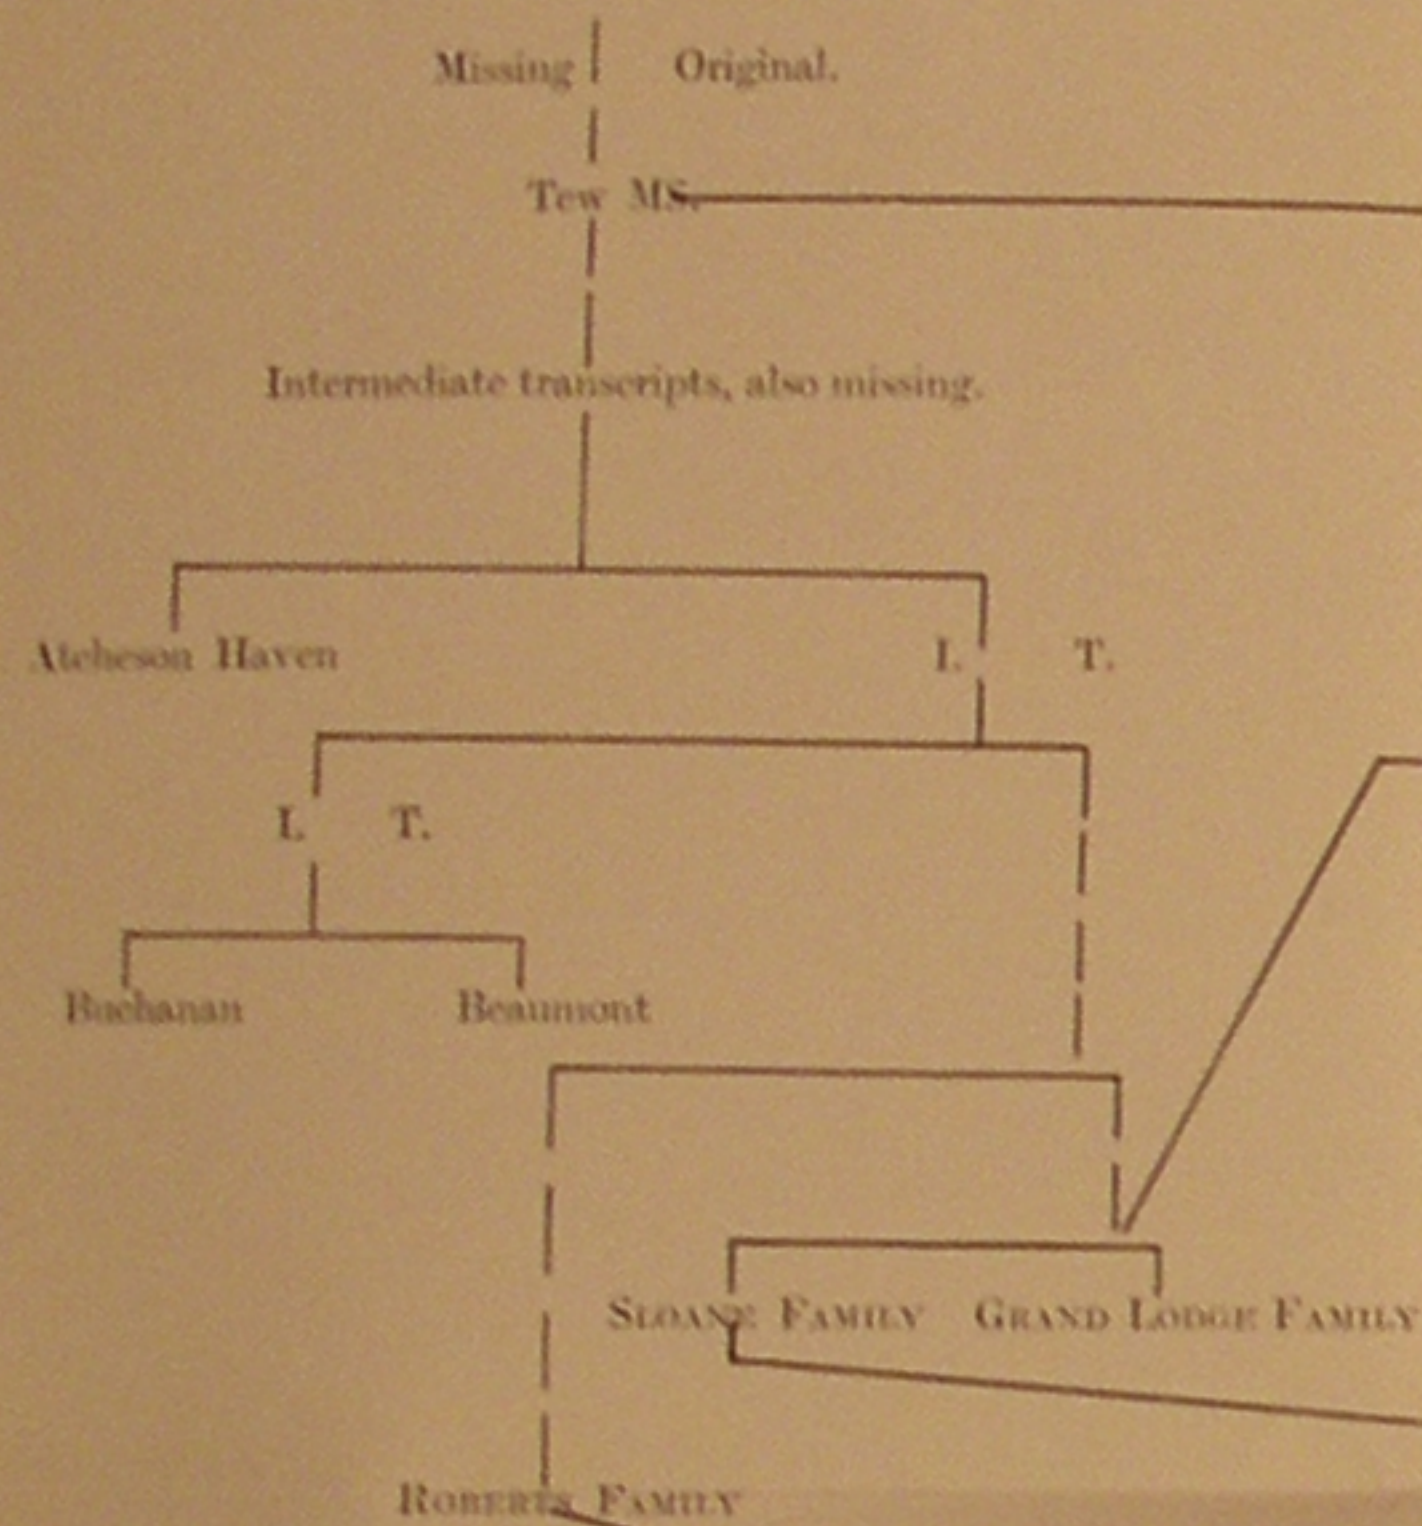 Missing Original.
Tew MS.
Intermediate transcripts, also missing.
Atcheson Haven I. T.
I. T.
Buchanan Beaumont
SLOANE FAMILY GRAND LODGE FAMILY
ROBERTS FAMILY